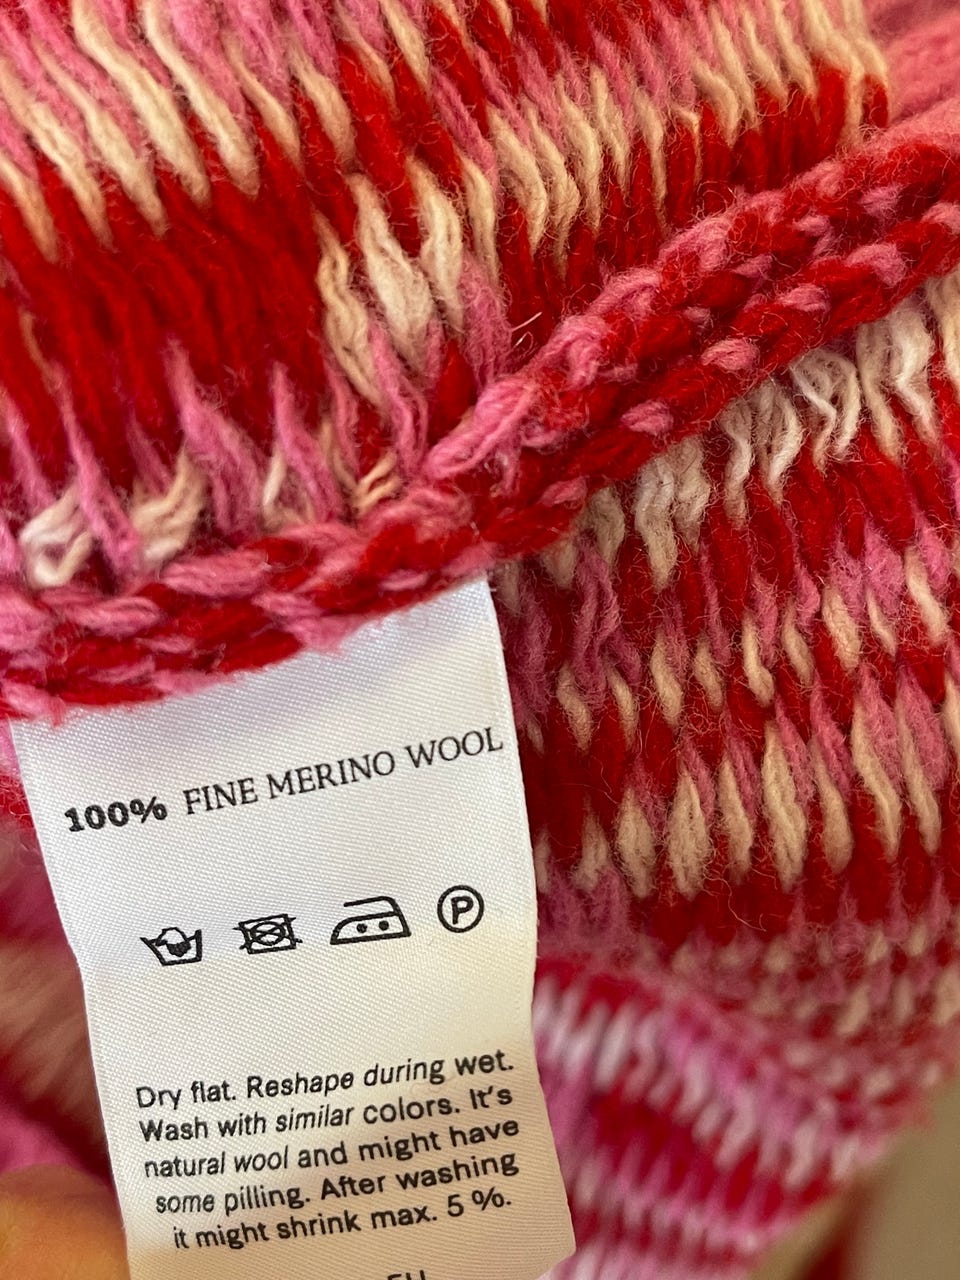 100% FINE MERINO WOOL
P
Dry flat. Reshape during wet.
Wash with similar colors. It's
natural wool and might have
some pilling. After washing
it might shrink max. 5 %.